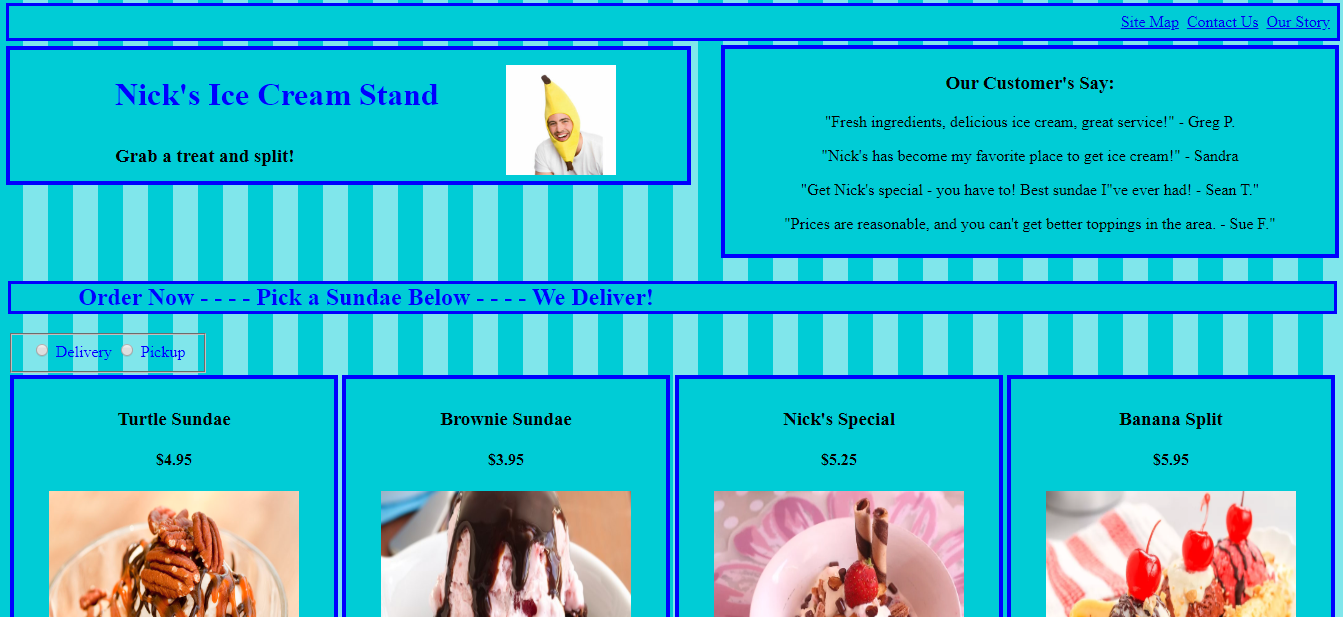 Site Map Contact Us Our Story
Nick's Ice Cream Stand
Grab a treat and split!
Our Customer's Say:
"Fresh ingredients, delicious ice cream, great service!" - Greg P.
"Nick's has become my favorite place to get ice cream!" - Sandra
"Get Nick's special - you have to! Best sundae I"ve ever had! - Sean T."
"Prices are reasonable, and you can't get better toppings in the area. - Sue F."
Order Now - - - - Pick a Sundae Below - - - - We Deliver!
Delivery Pickup
Turtle Sundae
$4.95
Brownie Sundae
$3.95
Nick's Special
$5.25
Banana Split
$5.95